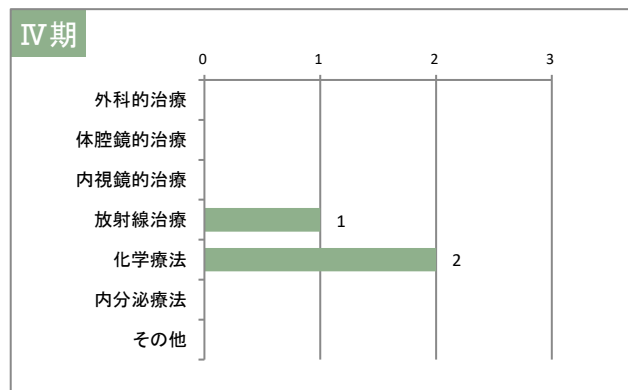 Ⅳ期
0 1 2 3
外科的治療
体腔鏡的治療
内視鏡的治療
放射線治療 1
化学療法 2
内分泌療法
その他